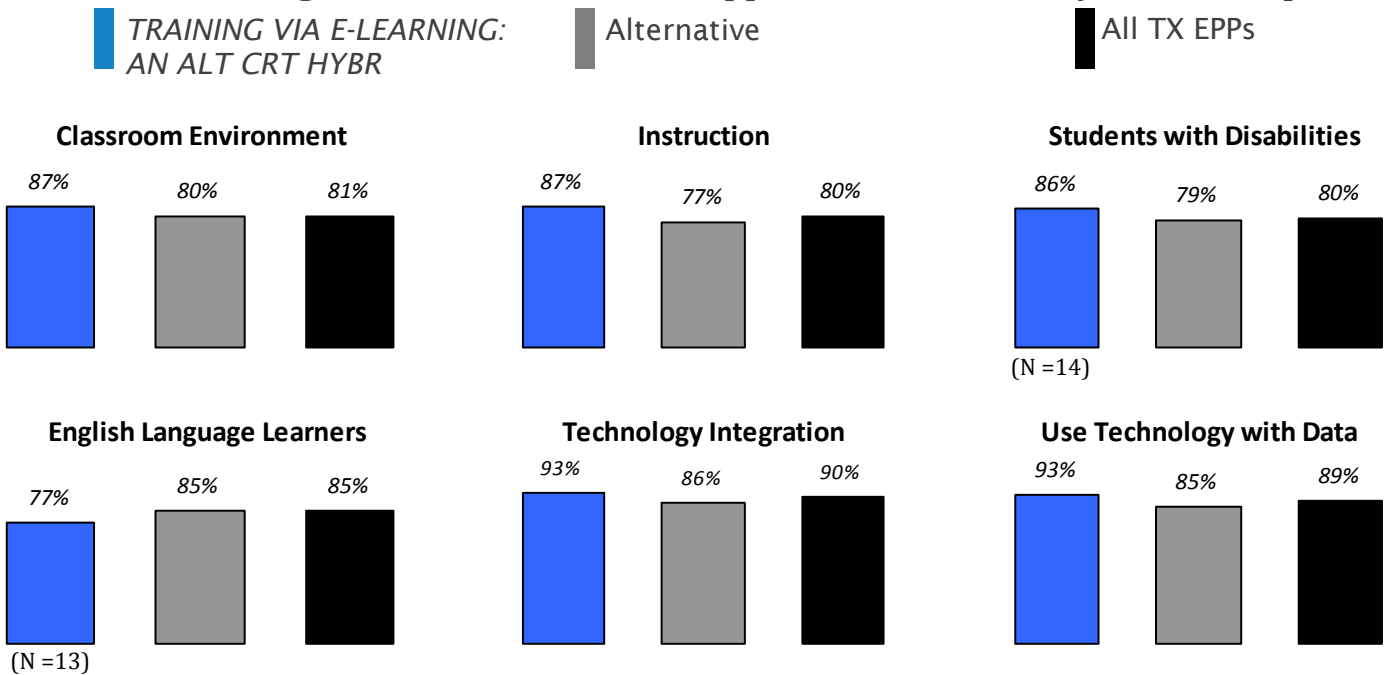 TRAINING VIA E-LEARNING:
AN ALT CRT HYBR
Alternative
All TX EPPs
Classroom Environment
Instruction
Students with Disabilities
87%
80%
81%
87%
77%
80%
86%
79%
80%
(N =14)
English Language Learners
Technology Integration
Use Technology with Data
77%
85%
85%
93%
86%
90%
93%
85%
89%
(N =13)